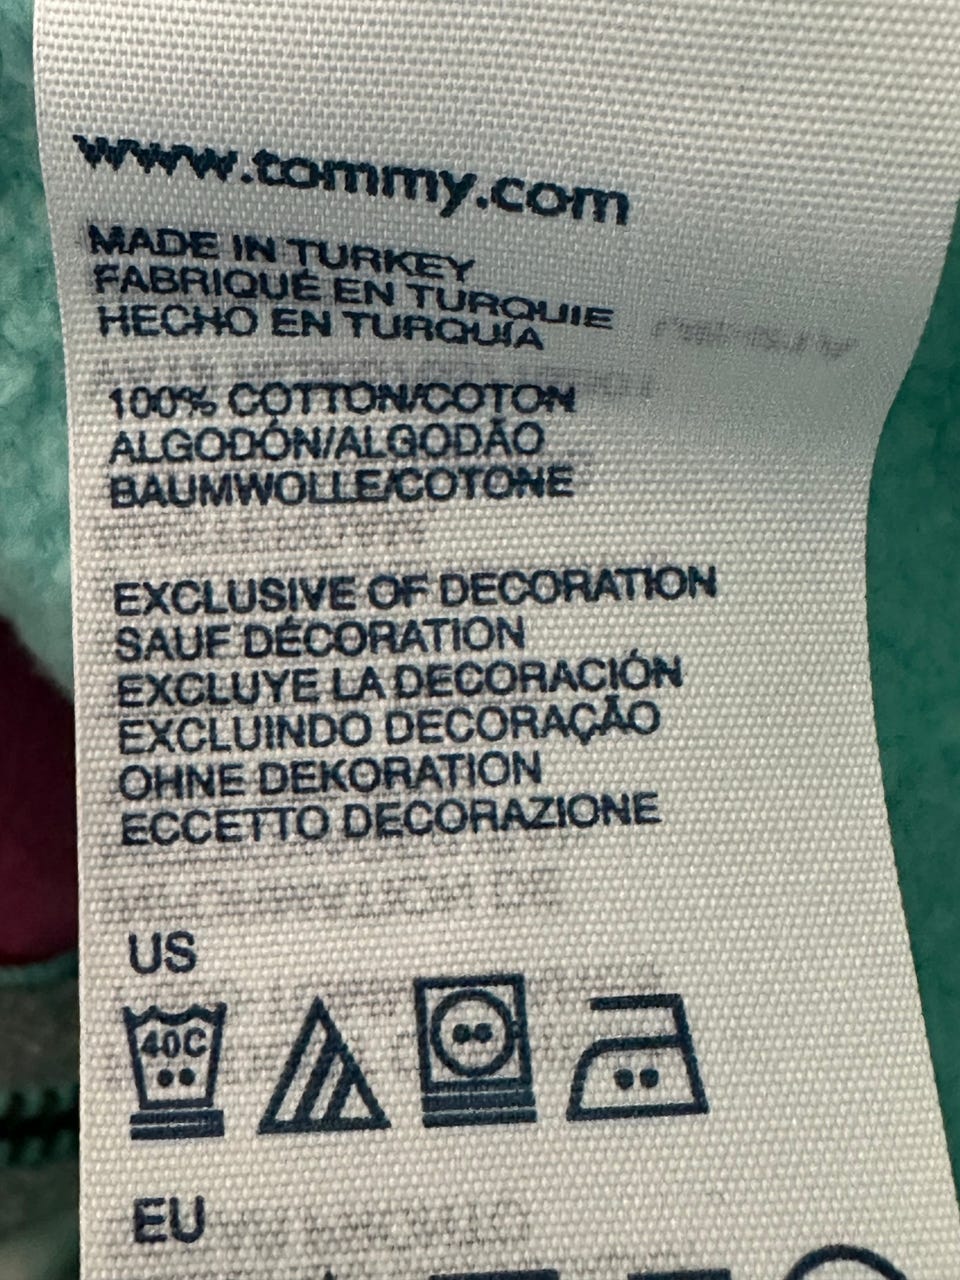 www.tommy.com
MADE IN TURKEY
FABRIQUÉ EN TURQUIE
HECHO EN TURQUÍA
100% COTTON/COTON
ALGODÓN/ALGODÃO
BAUMWOLLE/COTONE
EXCLUSIVE OF DECORATION
SAUF DÉCORATION
EXCLUYE LA DECORACIÓN
EXCLUINDO DECORAÇÃO
OHNE DEKORATION
ECCETTO DECORAZIONE
US
40C
EU